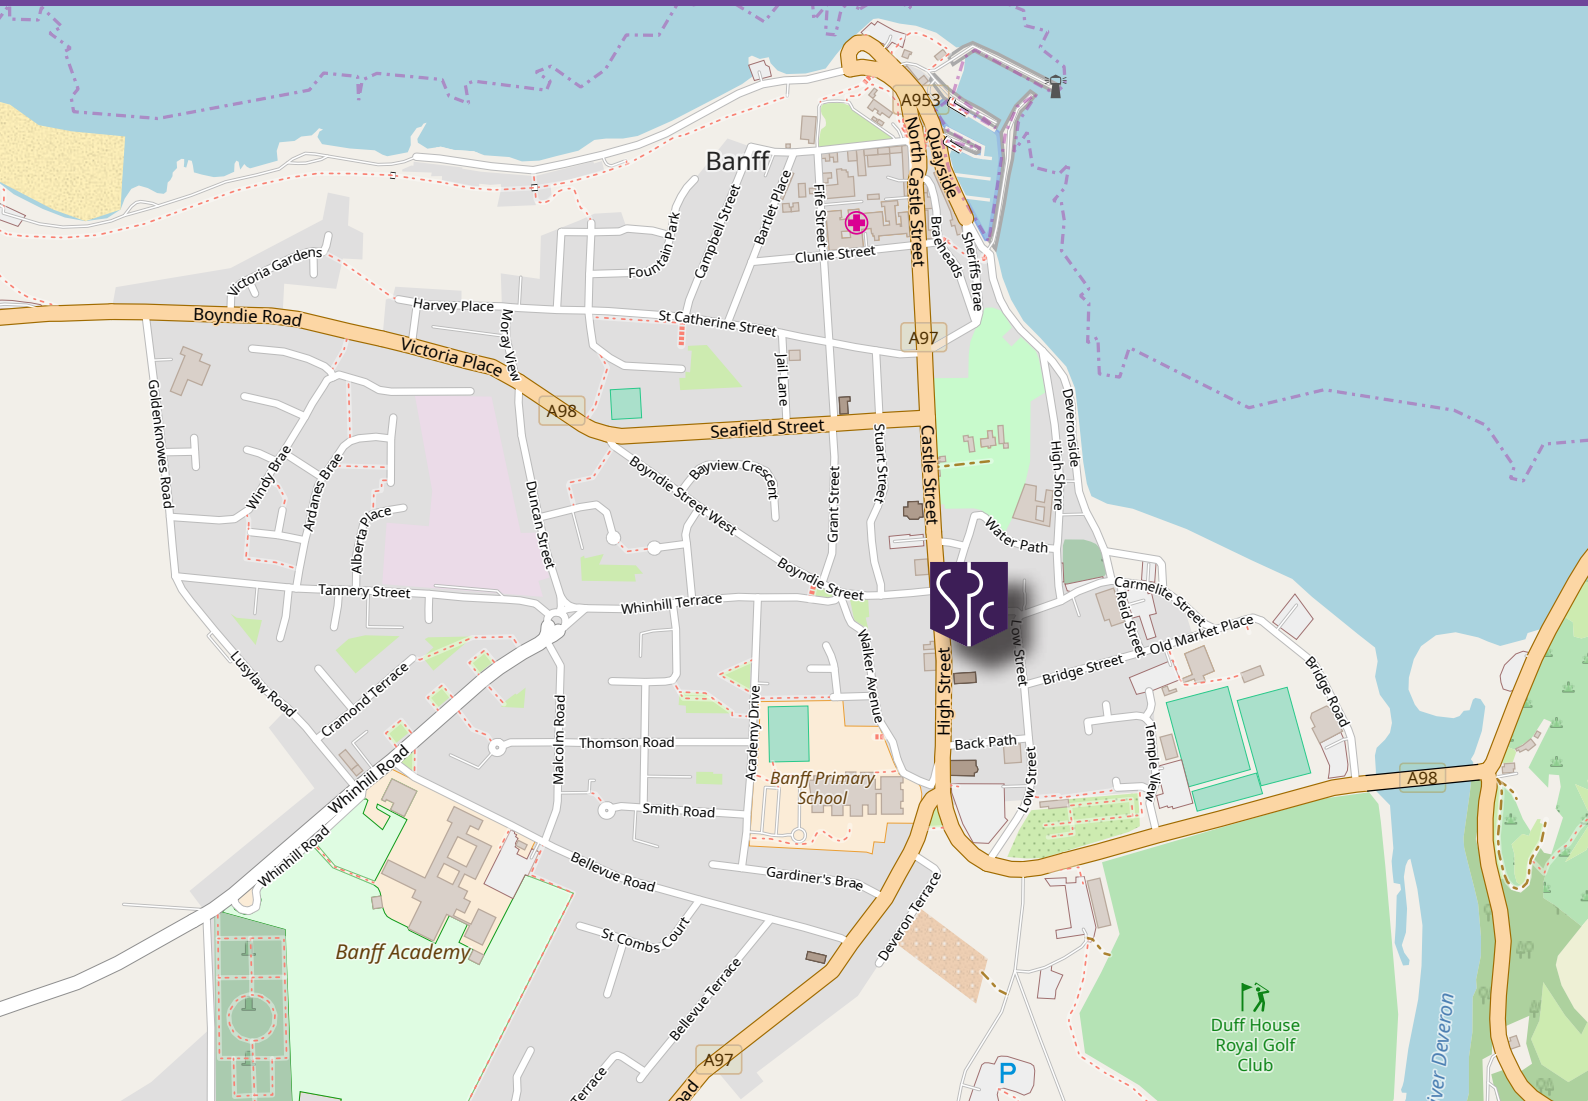 A953
Banff
North Castle Street
Quayside
Bartlet Place
Campbell Street
Fife Street
Fountain Park
Braeheads
Sheriffs Brae
Clunie Street
Victoria Gardens
Harvey Place
Boyndie Road
Moray View
St Catherine Street
A97
Victoria Place
Jail Lane
Goldenknowes Road
A98
Seafield Street
Deveronside
Castle Street
Stuart Street
High Shore
Windy Brae
Ardanes Brae
Bayview Crescent
Boyndie Street West
Grant Street
Duncan Street
Alberta Place
Water Path
Tannery Street
Boyndie Street
Whinhill Terrace
SPC
Carmelite Street
Reid Street
Low Street
Old Market Place
Bridge Street
Walker Avenue
Lusylaw Road
Cramond Terrace
High Street
Bridge Road
Malcolm Road
Thomson Road
Academy Drive
Back Path
Temple View
Whinhill Road
Banff Primary
School
Low Street
A98
Smith Road
Whinhill Road
Bellevue Road
Gardiner's Brae
Deveron Terrace
St Combs Court
Banff Academy
Bellevue Terrace
Duff House
Royal Golf
Club
A97
P
iver Deveron
Terrace
oad